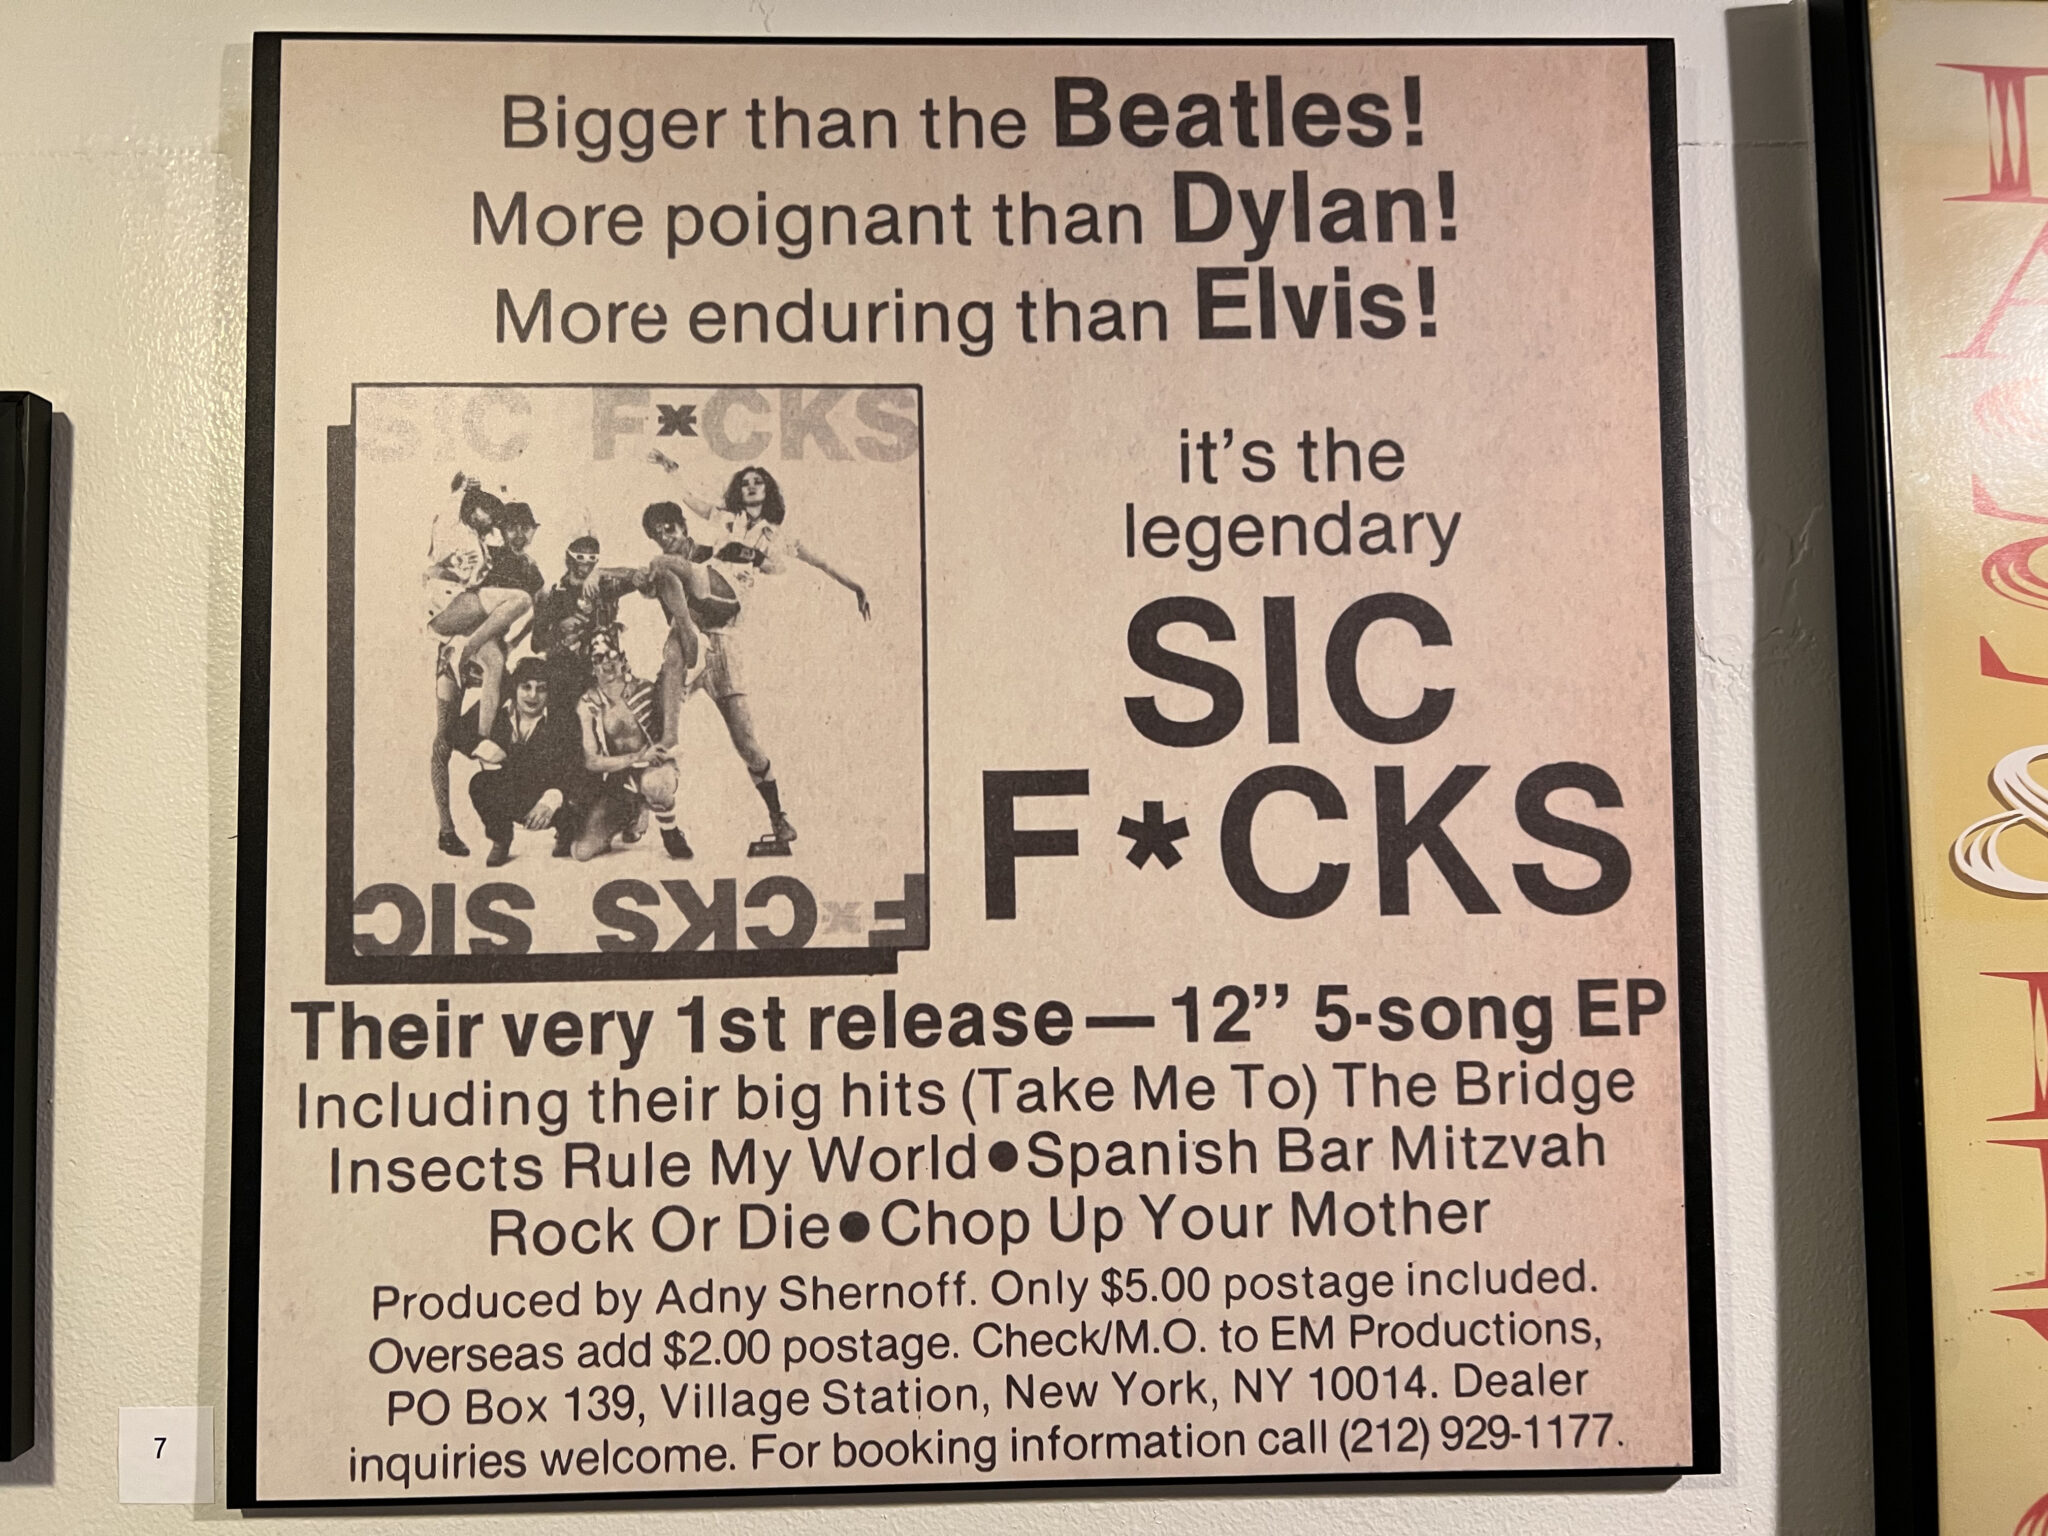 Bigger than the Beatles!
More poignant than Dylan!
More enduring than Elvis!
SIC F*CKS
it's the
legendary
SIC
F*CKS
F*CKS SIC
Their very 1st release—12” 5-song EP
Including their big hits (Take Me To) The Bridge
Insects Rule My World●Spanish Bar Mitzvah
Rock Or Die●Chop Up Your Mother
Produced by Adny Shernoff. Only $5.00 postage included.
Overseas add $2.00 postage. Check/M.O. to EM Productions,
PO Box 139, Village Station, New York, NY 10014. Dealer
inquiries welcome. For booking information call (212) 929-1177.
7
&